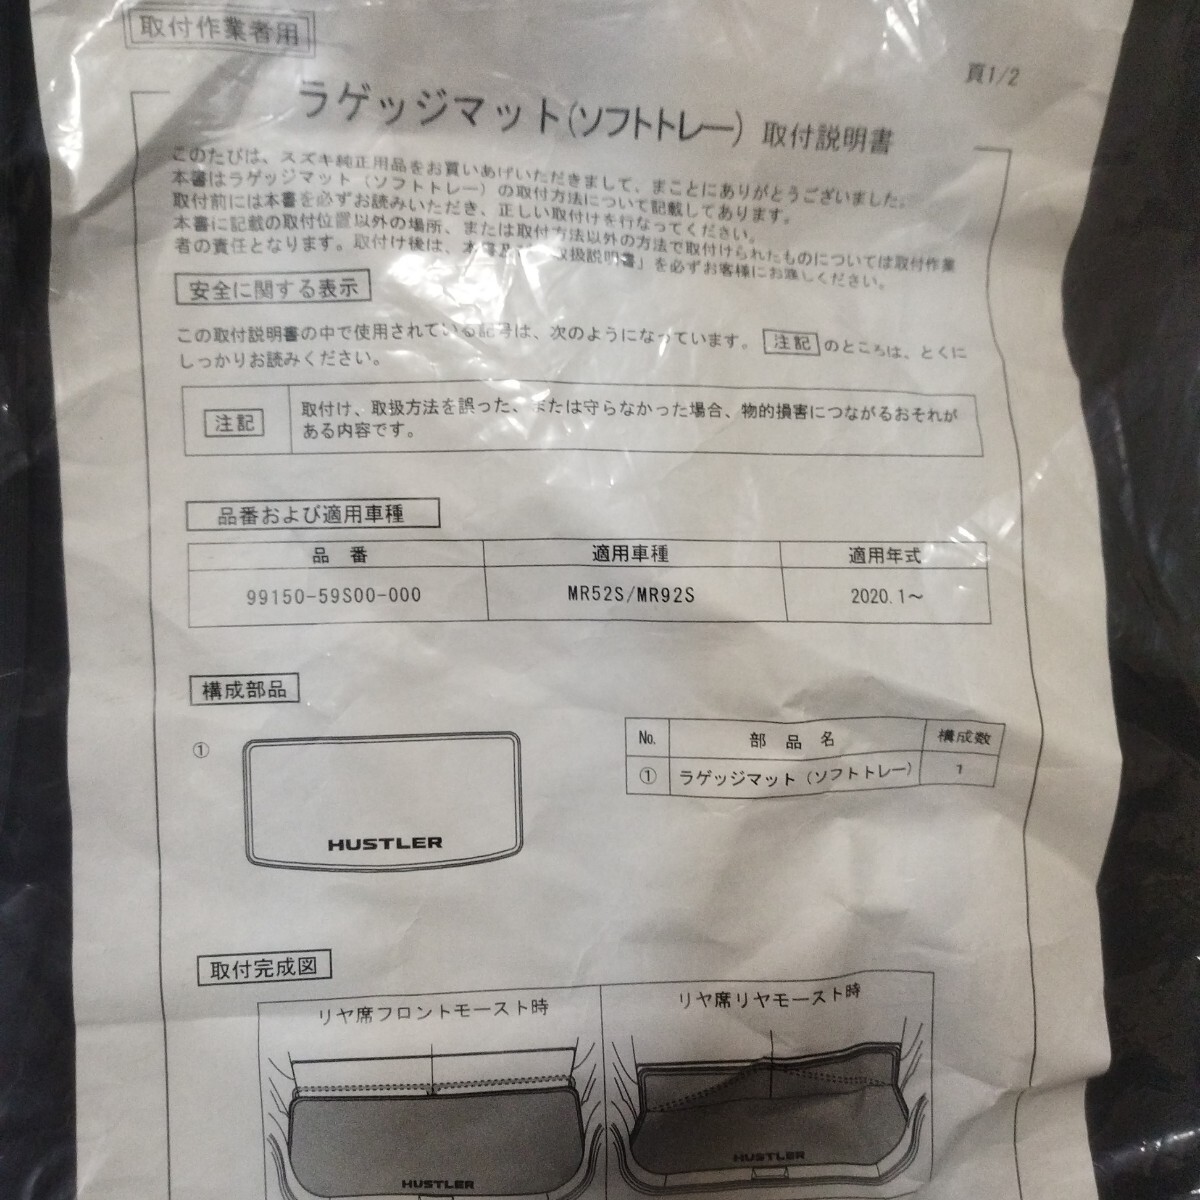 取付作業者用
頁1/2
ラゲッジマット(ソフトトレー) 取付説明書
このたびは、スズキ純正用品をお買いあげいただきまして、まことにありがとうございました。
本書はラゲッジマット(ソフトトレー)の取付方法について記載してあります。
取付前には本書を必ずお読みいただき、正しい取付けを行なってください。
本書に記載の取付位置以外の場所、または取付方法以外の方法で取付けられたものについては取付作業
者の責任となります。取付け後は、本書及び「取扱説明書」を必ずお客様にお渡しください。
安全に関する表示
この取付説明書の中で使用されている記号は、次のようになっています。 注記 のところは、とくに
しっかりお読みください。
注記
取付け、取扱方法を誤った、または守らなかった場合、物的損害につながるおそれが
ある内容です。
品番および適用車種
品 番 適用車種 適用年式
99150-59S00-000 MR52S/MR92S 2020.1～
構成部品
①
HUSTLER
No. 部 品 名 構成数
① ラゲッジマット(ソフトトレー) 1
取付完成図
リヤ席フロントモースト時 リヤ席リヤモースト時
HUSTLER HUSTLER